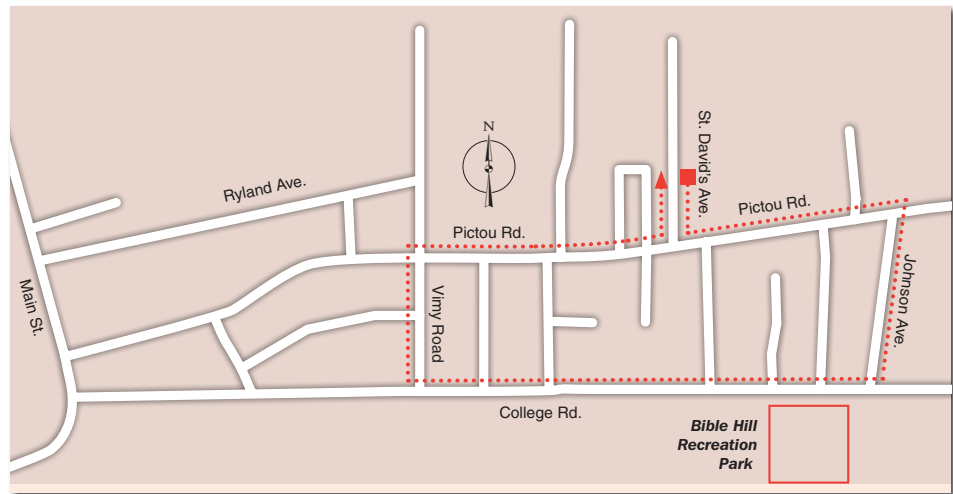 N
St. David's Ave.
Ryland Ave.
Pictou Rd.
Pictou Rd.
Main St.
Vimy Road
Johnson Ave.
College Rd.
Bible Hill
Recreation
Park